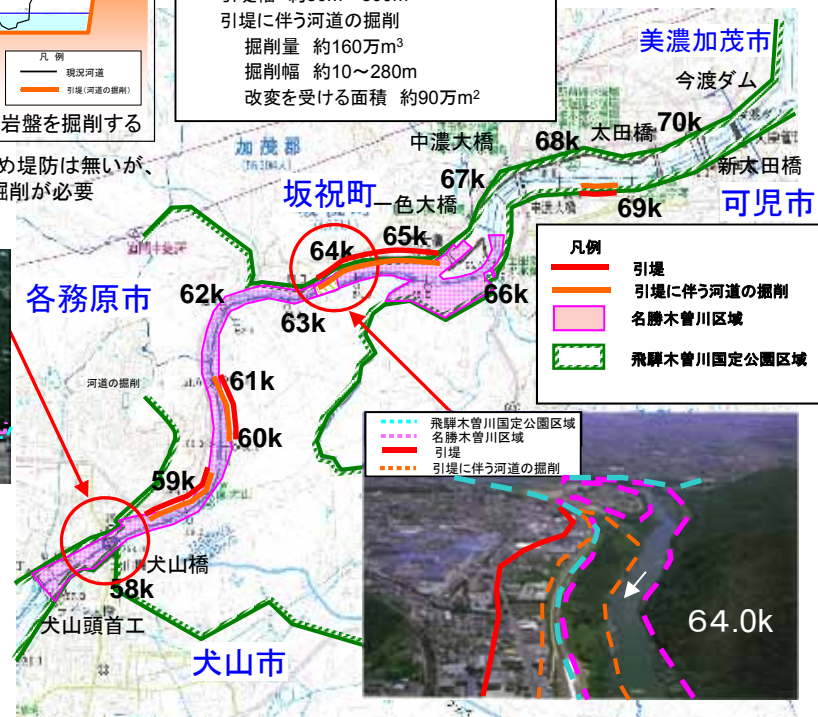 引堤に伴う河道の掘削
掘削量 約160万m³
掘削幅 約10～280m
改変を受ける面積 約90万m²
凡 例
現況河道
引堤(河道の掘削)
岩盤を掘削する
め堤防は無いが、
掘削が必要
美濃加茂市
今渡ダム
加茂郡
中濃大橋
68k
太田橋
70k
67k
新太田橋
坂祝町
一色大橋
69k
可児市
64k
65k
各務原市
62k
63k
66k
凡例
引堤
引堤に伴う河道の掘削
名勝木曽川区域
飛騨木曽川国定公園区域
河道の掘削
61k
60k
59k
飛騨木曽川国定公園区域
名勝木曽川区域
引堤
引堤に伴う河道の掘削
64.0k
犬山橋
58k
犬山頭首工
犬山市